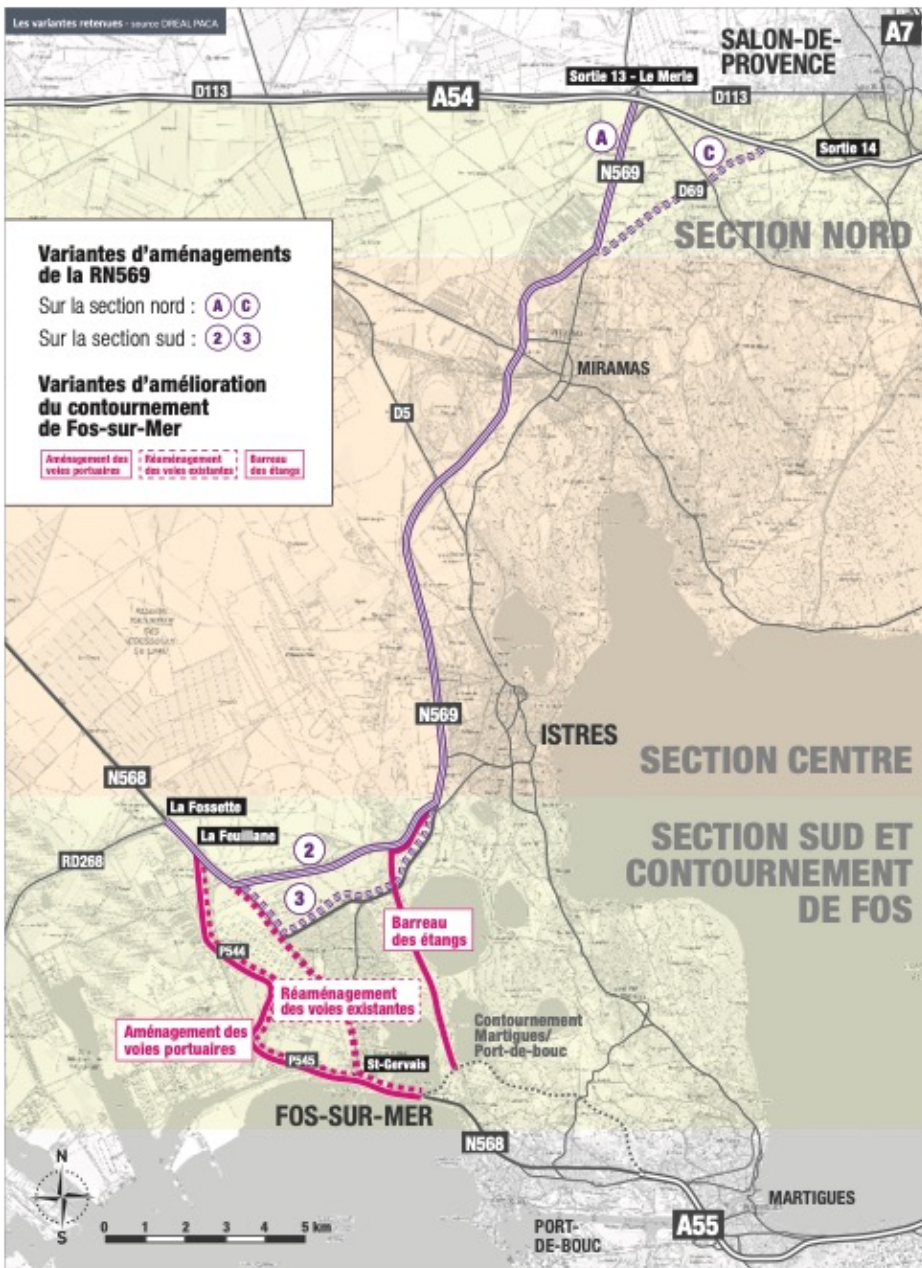 Les variantes retenues - source DREAL PACA
A7
SALON-DE-
PROVENCE
Sortie 13 - Le Merle
D113
A54
D113
A
C
Sortie 14
N569
D69
SECTION NORD
Variantes d'aménagements
de la RN569
Sur la section nord : A C
Sur la section sud : 2 3
Variantes d'amélioration
du contournement
de Fos-sur-Mer
Aménagement des
voies portuaires
Réaménagement
des voies existantes
Barreau
des étangs
MIRAMAS
D5
N569
ISTRES
SECTION CENTRE
N568
La Fossette
La Feuillane
RD268
2
3
SECTION SUD ET
CONTOURNEMENT
DE FOS
Barreau
des étangs
P544
Réaménagement
des voies existantes
Aménagement des
voies portuaires
Contournement
Martigues/
Port-de-bouc
P545
St-Gervais
FOS-SUR-MER
N568
N
S
0 1 2 3 4 5 km
MARTIGUES
PORT-
DE-BOUC
A55